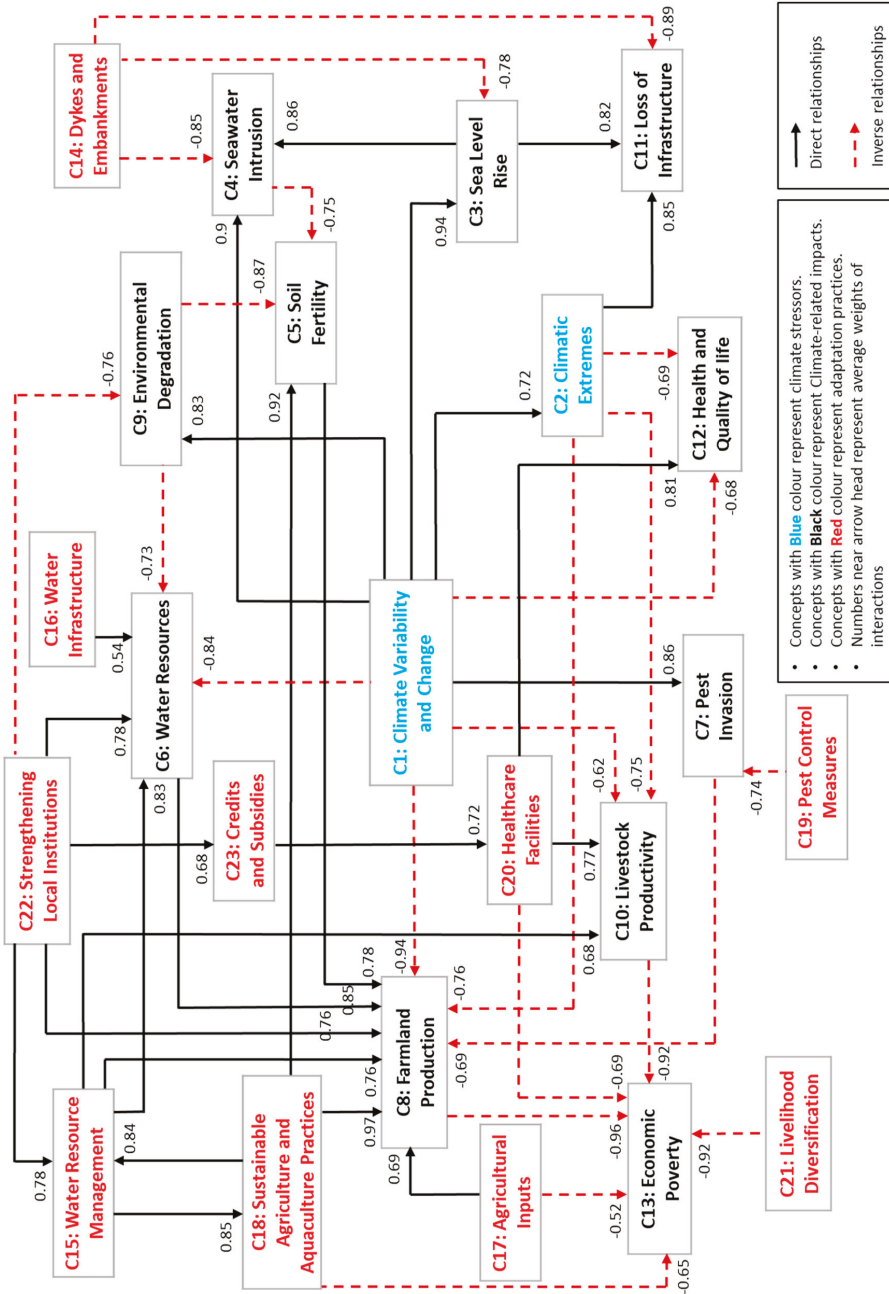 C14: Dykes and
Embankments
-0.89
-0.78
-0.85
C4: Seawater
Intrusion
0.86
C3: Sea Level
Rise
0.82
C11: Loss of
Infrastructure
0.9
-0.75
0.94
0.85
C9: Environmental
Degradation
-0.76
-0.87
C5: Soil
Fertility
0.83
0.92
C2: Climatic
Extremes
0.72
-0.69
C12: Health and
Quality of life
0.81
-0.68
C16: Water
Infrastructure
0.54
-0.73
C6: Water Resources
0.78
0.83
-0.84
C1: Climate Variability
and Change
C7: Pest
Invasion
0.86
-0.74
C19: Pest Control
Measures
C22: Strengthening
Local Institutions
C23: Credits
and Subsidies
0.68
0.72
C20: Healthcare
Facilities
0.77
-0.62
-0.75
C10: Livestock
Productivity
0.68
C15: Water Resource
Management
0.78
0.84
0.85
C18: Sustainable
Agriculture and
Aquaculture Practices
C8: Farmland
Production
0.97
0.76
0.76
0.85
0.78
-0.94
-0.76
-0.69
0.69
C17: Agricultural
Inputs
C13: Economic
Poverty
-0.65
-0.52
-0.96
-0.69
-0.92
-0.92
C21: Livelihood
Diversification
• Concepts with Blue colour represent climate stressors.
• Concepts with Black colour represent Climate-related impacts.
• Concepts with Red colour represent adaptation practices.
• Numbers near arrow head represent average weights of
interactions
Direct relationships
Inverse relationships